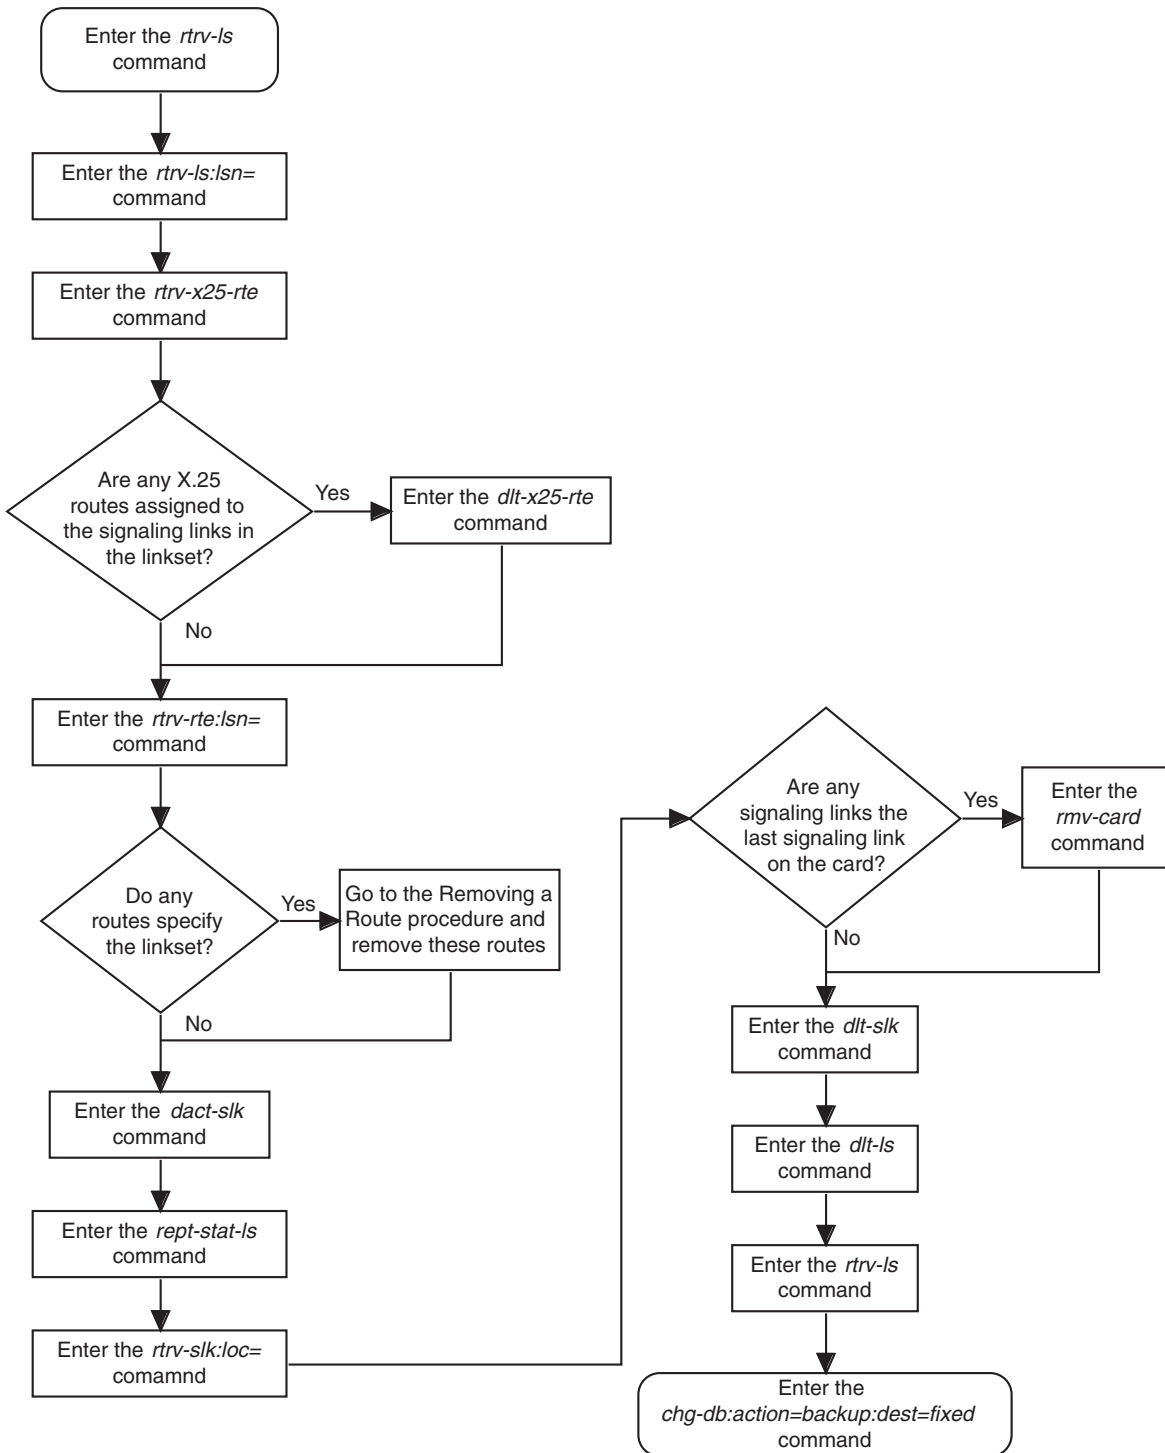 Enter the rtrv-ls
command
Enter the rtrv-ls:lsn=
command
Enter the rtrv-x25-rte
command
Are any X.25
routes assigned to
the signaling links in
the linkset?
Yes
Enter the dlt-x25-rte
command
No
Enter the rtrv-rte:lsn=
command
Do any
routes specify
the linkset?
Yes
Go to the Removing a
Route procedure and
remove these routes
No
Enter the dact-slk
command
Enter the rept-stat-ls
command
Enter the rtrv-slk:loc=
comamnd
Are any
signaling links the
last signaling link
on the card?
Yes
Enter the
rmv-card
command
No
Enter the dlt-slk
command
Enter the dlt-ls
command
Enter the rtrv-ls
command
Enter the
chg-db:action=backup:dest=fixed
command